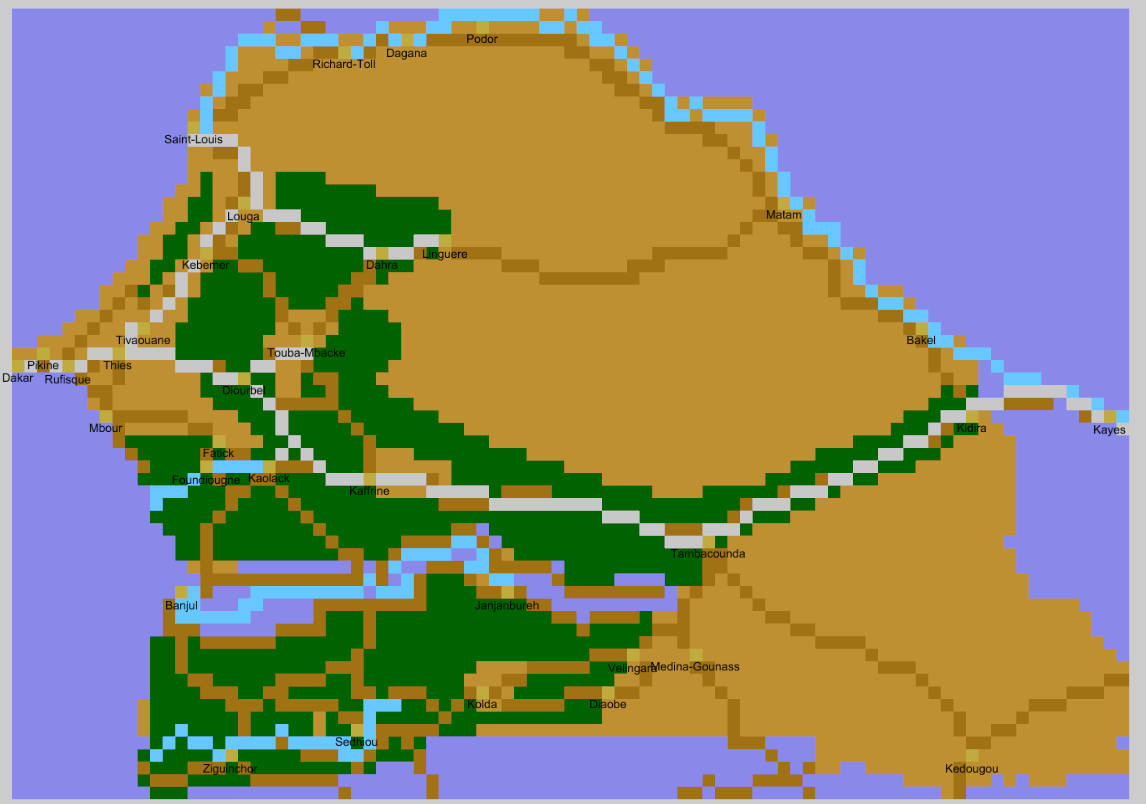 Podor
Dagana
Richard-Toll
Saint-Louis
Louga
Matam
Linguere
Kebemer
Dahra
Tivaouane
Bakel
Touba-Mbacke
Pikine
Thies
Dakar
Rufisque
Diourbel
Mbour
Kidira
Kayes
Fatick
Foundiougne
Kaolack
Kaffrine
Tambacounda
Banjul
Janjanbureh
Velingara
Medina-Gounass
Kolda
Diaobe
Sedhiou
Ziguinchor
Kedougou